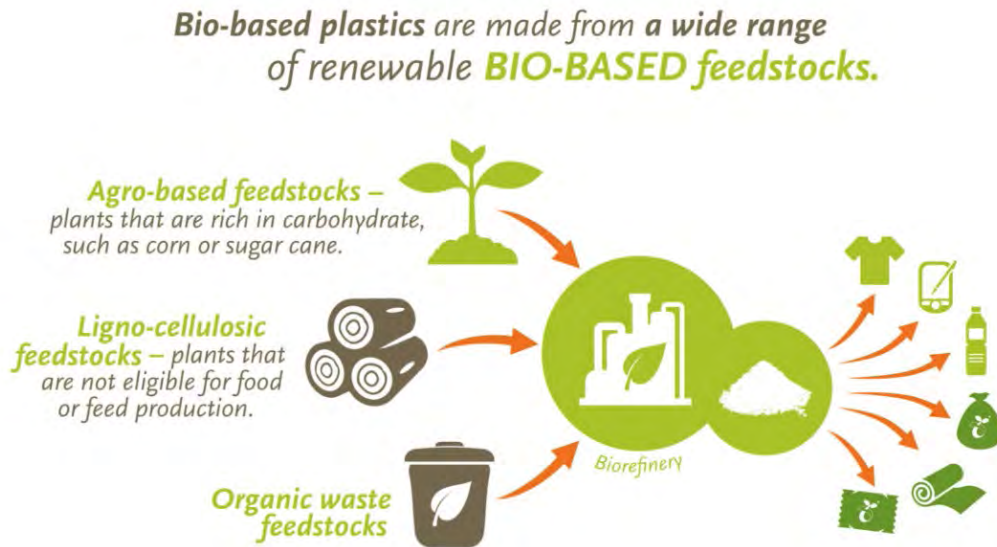 Bio-based plastics are made from a wide range
of renewable BIO-BASED feedstocks.
Agro-based feedstocks –
plants that are rich in carbohydrate,
such as corn or sugar cane.
Ligno-cellulosic
feedstocks – plants that
are not eligible for food
or feed production.
Organic waste
feedstocks
Biorefinery